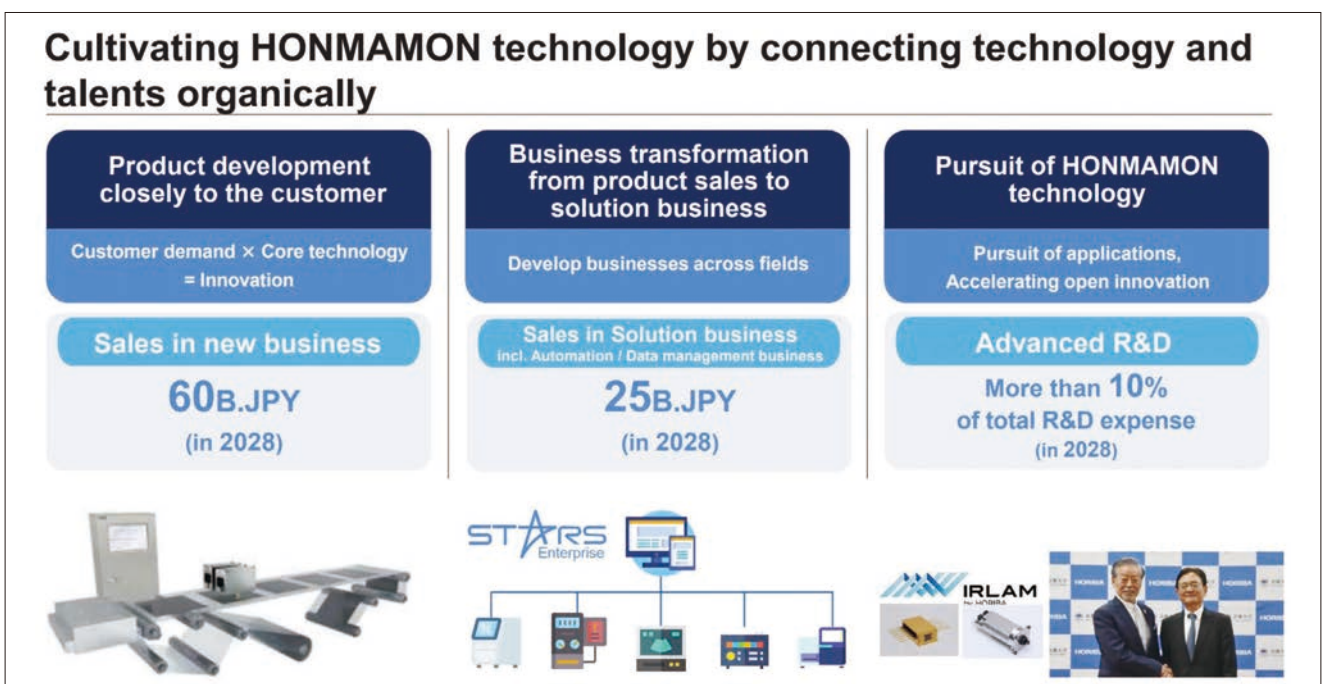 Cultivating HONMAMON technology by connecting technology and
talents organically
Product development
closely to the customer
Customer demand × Core technology
= Innovation
Sales in new business
60B.JPY
(in 2028)
Business transformation
from product sales to
solution business
Develop businesses across fields
Sales in Solution business
incl. Automation / Data management business
25B.JPY
(in 2028)
Pursuit of HONMAMON
technology
Pursuit of applications,
Accelerating open innovation
Advanced R&D
More than 10%
of total R&D expense
(in 2028)
STARS
Enterprise
IRLAM
by HORIBA
HORIBA
HORIBA
HORIBA